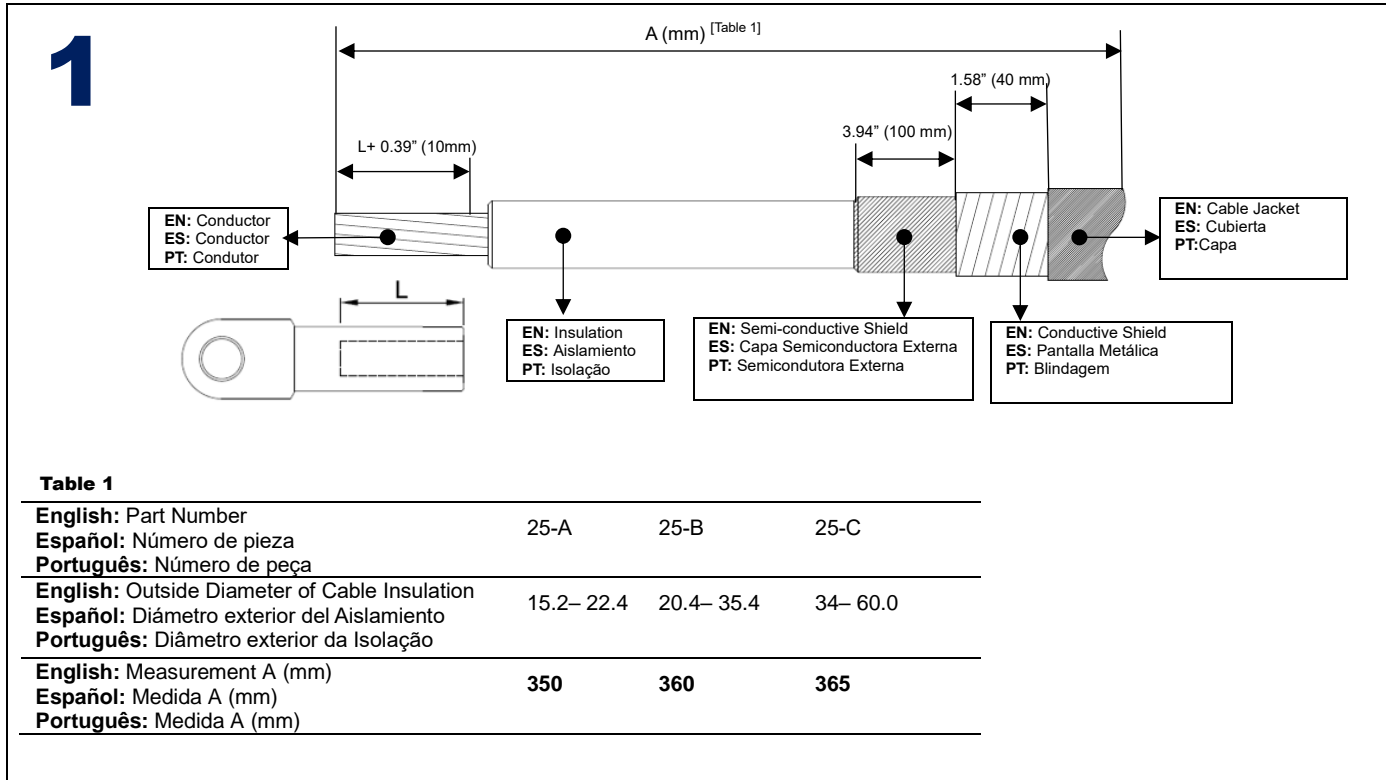 1
A (mm) [Table 1]
1.58” (40 mm)
3.94” (100 mm)
L+ 0.39” (10mm)
EN: Conductor
ES: Conductor
PT: Condutor
EN: Cable Jacket
ES: Cubierta
PT:Capa
L
EN: Insulation
ES: Aislamiento
PT: Isolação
EN: Semi-conductive Shield
ES: Capa Semiconductora Externa
PT: Semicondutora Externa
EN: Conductive Shield
ES: Pantalla Metálica
PT: Blindagem
Table 1
English: Part Number
Español: Número de pieza
Português: Número de peça
25-A 25-B 25-C
English: Outside Diameter of Cable Insulation
Español: Diámetro exterior del Aislamiento
Português: Diâmetro exterior da Isolação
15.2– 22.4 20.4– 35.4 34– 60.0
English: Measurement A (mm)
Español: Medida A (mm)
Português: Medida A (mm)
350 360 365